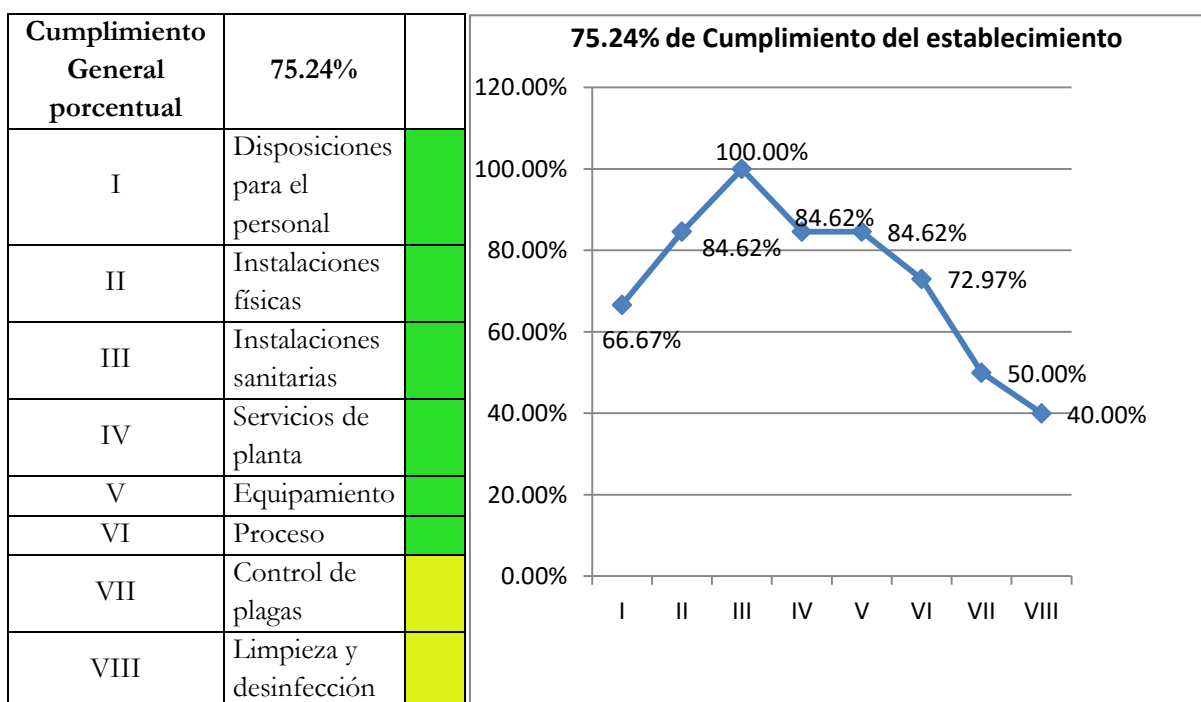 Cumplimiento
General
porcentual
75.24%
I
Disposiciones
para el
personal
II
Instalaciones
físicas
III
Instalaciones
sanitarias
IV
Servicios de
planta
V
Equipamiento
VI
Proceso
VII
Control de
plagas
VIII
Limpieza y
desinfección
75.24% de Cumplimiento del establecimiento
120.00%
100.00%
80.00%
60.00%
40.00%
20.00%
0.00%
66.67%
84.62%
100.00%
84.62%
84.62%
72.97%
50.00%
40.00%
I II III IV V VI VII VIII